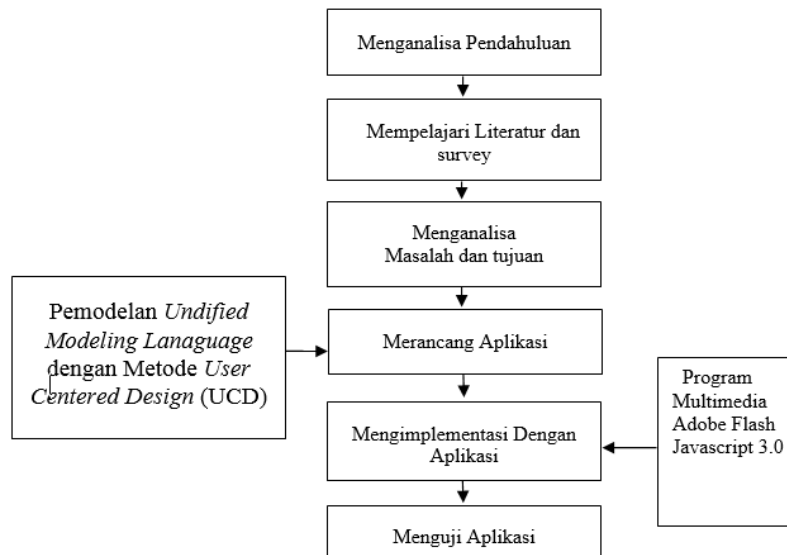 Menganalisa Pendahuluan
Mempelajari Literatur dan
survey
Menganalisa
Masalah dan tujuan
Pemodelan Undified
Modeling Lanaguage
dengan Metode User
Centered Design (UCD)
Merancang Aplikasi
Program
Multimedia
Adobe Flash
Javascript 3.0
Mengimplementasi Dengan
Aplikasi
Menguji Aplikasi